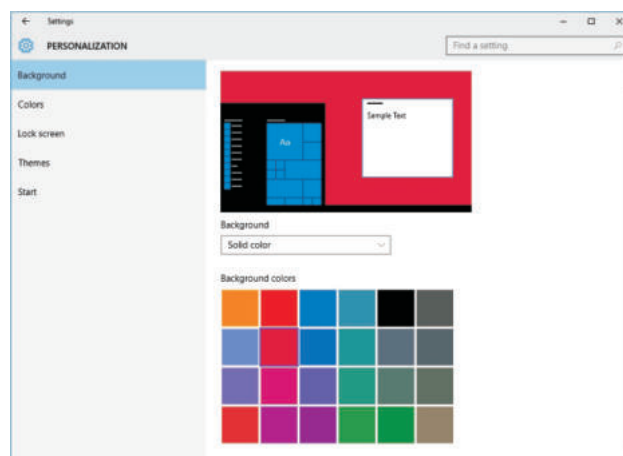 Settings
PERSONALIZATION
Find a setting
Background
Colors
Lock screen
Themes
Start
Aa
Sample Text
Background
Solid color
Background colors